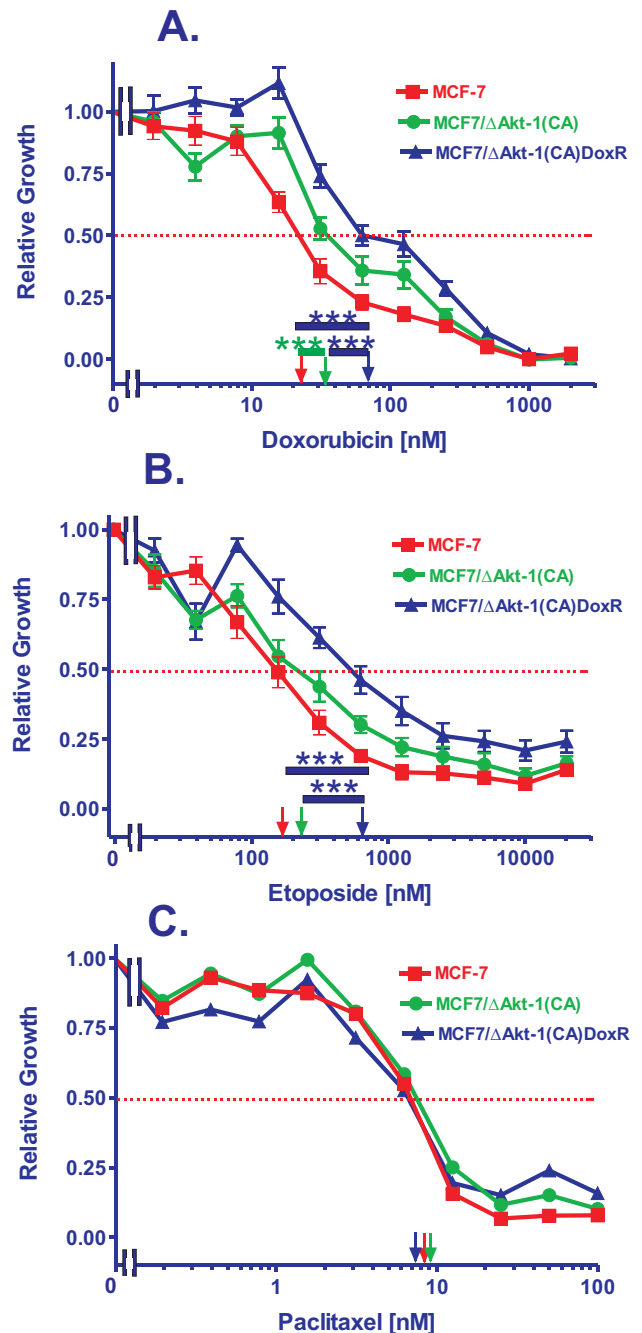 A.
MCF-7
MCF7/ΔAkt-1(CA)
MCF7/ΔAkt-1(CA)DoxR
Relative Growth
1.00
0.75
0.50
0.25
0.00
***
*** ***
0 10 100 1000
Doxorubicin [nM]
B.
MCF-7
MCF7/ΔAkt-1(CA)
MCF7/ΔAkt-1(CA)DoxR
Relative Growth
1.00
0.75
0.50
0.25
0.00
***
***
0 100 1000 10000
Etoposide [nM]
C.
MCF-7
MCF7/ΔAkt-1(CA)
MCF7/ΔAkt-1(CA)DoxR
Relative Growth
1.00
0.75
0.50
0.25
0.00
0 1 10 100
Paclitaxel [nM]